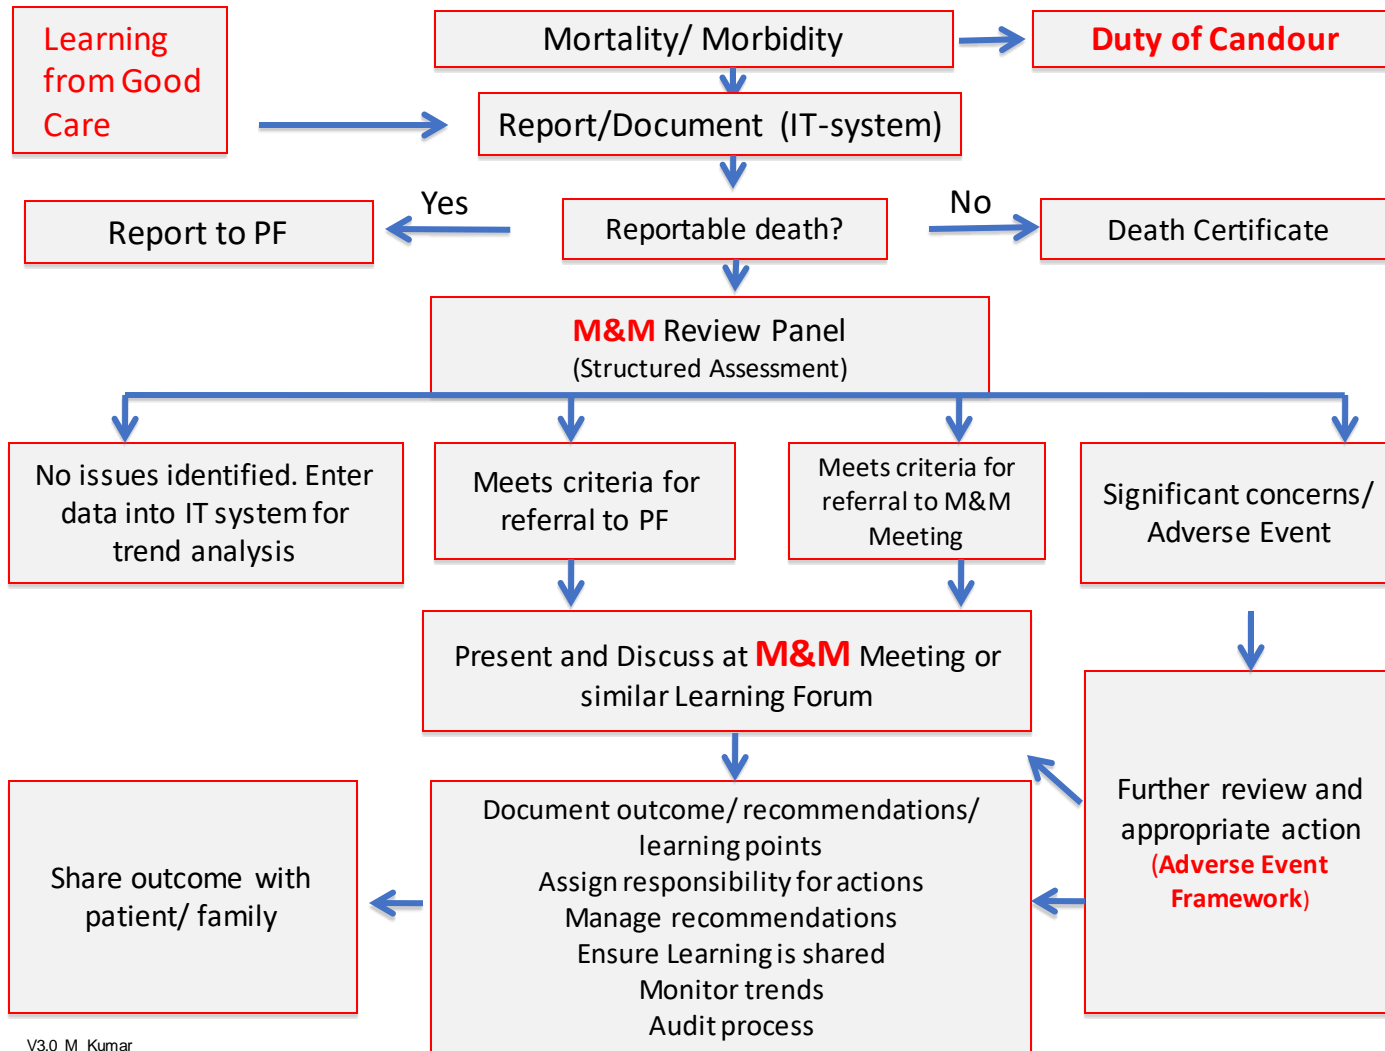 Learning
from Good
Care
Mortality/ Morbidity
Duty of Candour
Report/Document (IT-system)
Report to PF
Yes
Reportable death?
No
Death Certificate
M&M Review Panel
(Structured Assessment)
No issues identified. Enter
data into IT system for
trend analysis
Meets criteria for
referral to PF
Meets criteria for
referral to M&M
Meeting
Significant concerns/
Adverse Event
Present and Discuss at M&M Meeting or
similar Learning Forum
Further review and
appropriate action
(Adverse Event
Framework)
Document outcome/ recommendations/
learning points
Assign responsibility for actions
Manage recommendations
Ensure Learning is shared
Monitor trends
Audit process
Share outcome with
patient/ family
V3.0 M Kumar